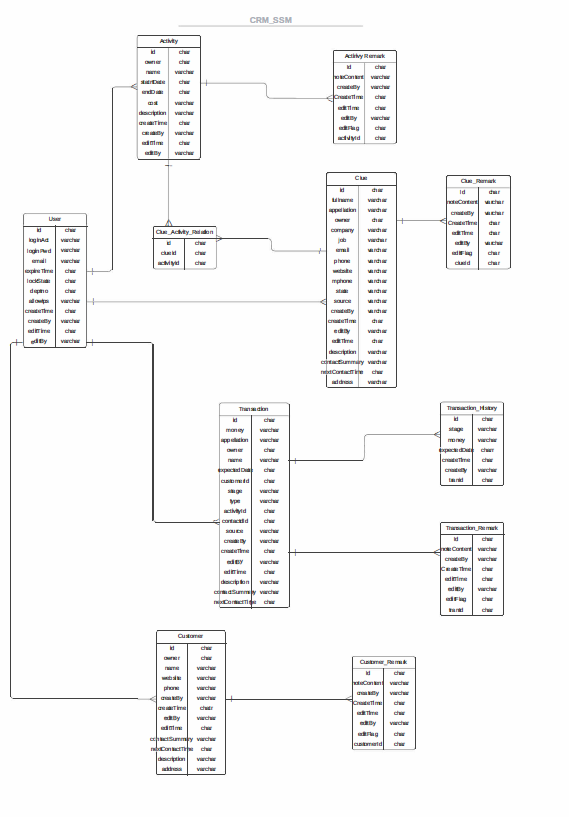 CRM_SSM
Activity
id char
owner char
name varchar
startDate char
endDate char
cost varchar
description varchar
createTime char
createBy varchar
editTime char
editBy varchar
Actirivy Remark
id char
noteContent varchar
createBy varchar
CreateTime char
editTime char
editBy varchar
editFlag char
activityId char
Clue
id char
fullname varchar
appellation varchar
owner char
company varchar
job varchar
email varchar
phone varchar
website varchar
mphone varchar
state varchar
source varchar
createBy varchar
createTime char
editBy varchar
editTime char
description varchar
contactSummary varchar
nextContactTime char
address varchar
Clue_Remark
id char
noteContent varchar
createBy varchar
CreateTime char
editTime char
editBy varchar
editFlag char
clueId char
User
id char
loginAct varchar
loginPwd varchar
email varchar
expireTime char
lockState char
deptno char
allowIps varchar
createTime char
createBy varchar
editTime char
editBy varchar
Clue_Activity_Relation
id char
clueId char
activityId char
Transaction
id char
money varchar
appellation varchar
owner char
name varchar
expectedDate char
customerId char
stage varchar
type varchar
activityId char
contactId char
source varchar
createBy varchar
createTime char
editBy varchar
editTime char
description varchar
contactSummary varchar
nextContactTime char
Transaction_History
id char
stage varchar
money varchar
expectedDate charr
createTime char
createBy varchar
tranId char
Transaction_Remark
id char
noteContent varchar
createBy varchar
CreateTime char
editTime char
editBy varchar
editFlag char
tranId char
Customer
id char
owner char
name varchar
website varchar
phone varchar
createBy varchar
createTime chatr
editBy varchar
editTime char
contactSummary varchar
nextContactTime char
description varchar
address varchar
Customer_Remark
id char
noteContent varchar
createBy varchar
CreateTime char
editTime char
editBy varchar
editFlag char
customerId char